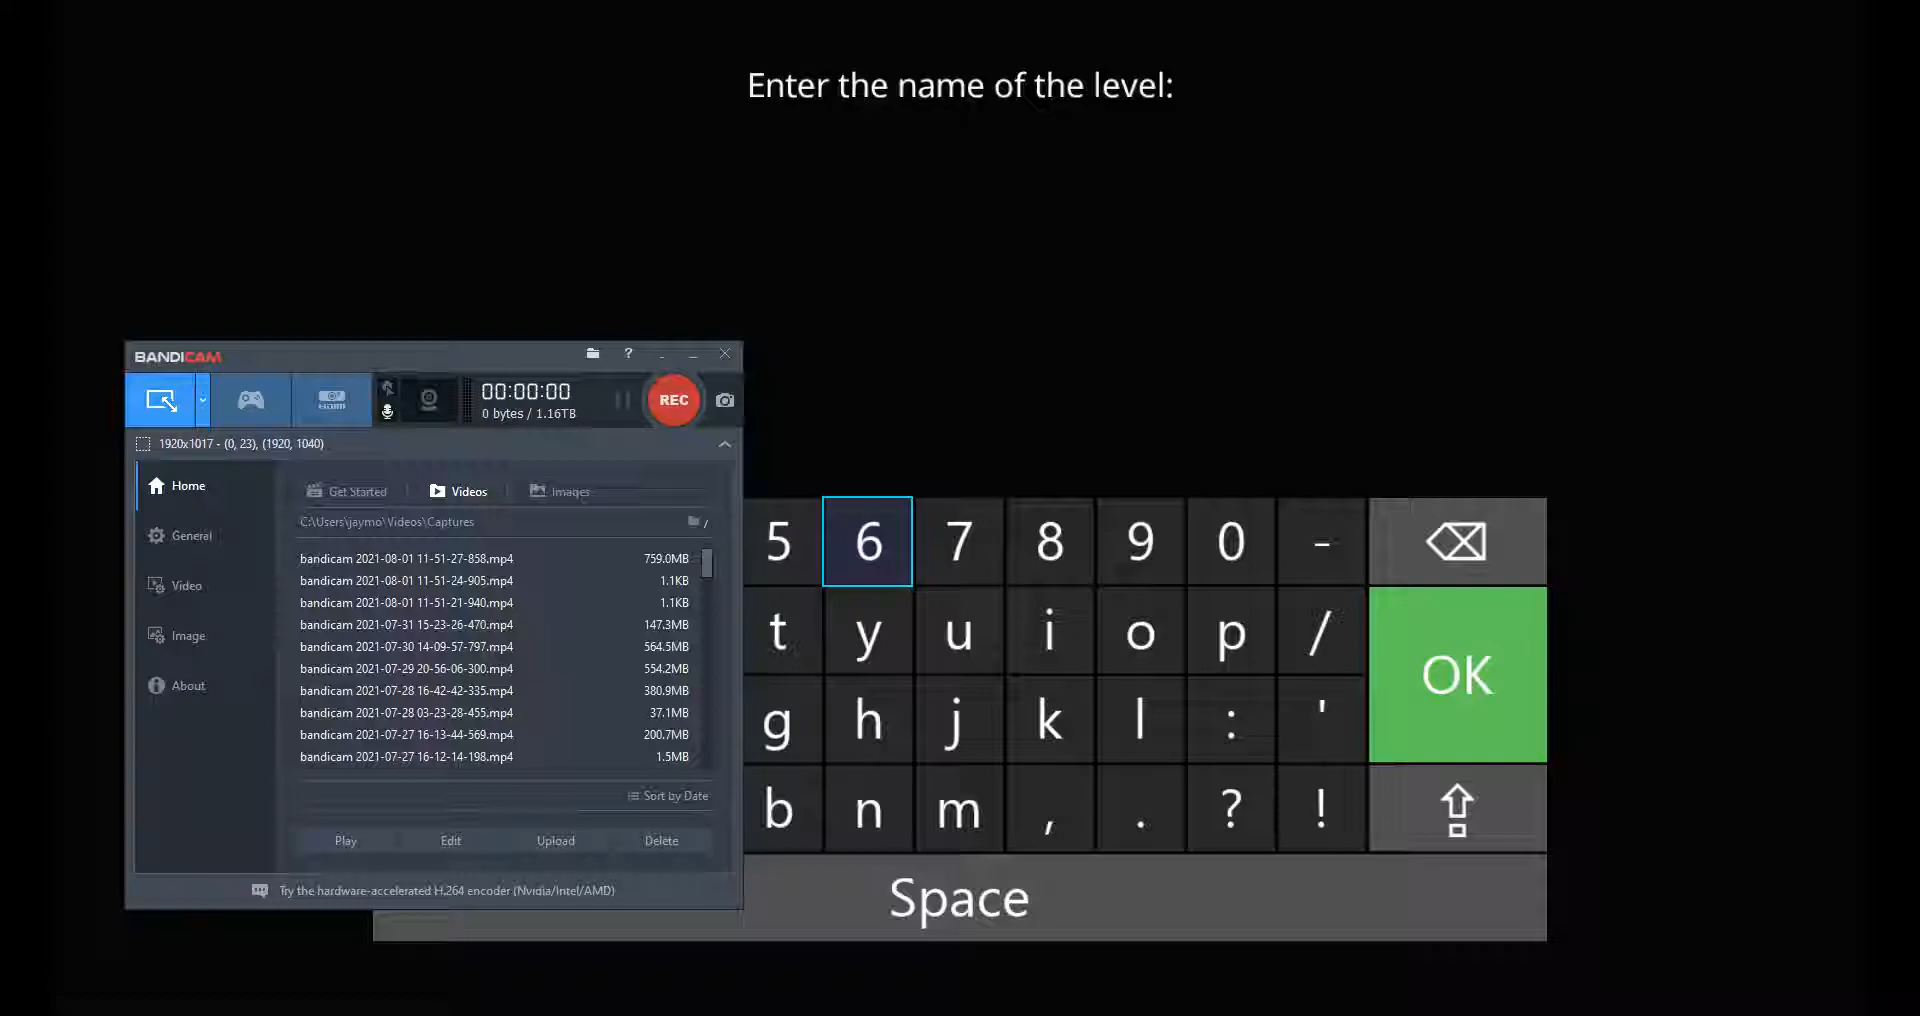 Enter the name of the level:
BANDICAM
?
00:00:00
0 bytes / 1.16TB
REC
1920x1017 - (0, 23), (1920, 1040)
Home
General
Video
Image
About
Get Started
Videos
Images
C:\Users\jaymo\Videos\Captures
bandicam 2021-08-01 11-51-27-858.mp4 759.0MB
bandicam 2021-08-01 11-51-24-905.mp4 1.1KB
bandicam 2021-08-01 11-51-21-940.mp4 1.1KB
bandicam 2021-07-31 15-23-26-470.mp4 147.3MB
bandicam 2021-07-30 14-09-57-797.mp4 564.5MB
bandicam 2021-07-29 20-56-06-300.mp4 554.2MB
bandicam 2021-07-28 16-42-42-335.mp4 380.9MB
bandicam 2021-07-28 03-23-28-455.mp4 37.1MB
bandicam 2021-07-27 16-13-44-569.mp4 200.7MB
bandicam 2021-07-27 16-12-14-198.mp4 1.5MB
Sort by Date
Play Edit Upload Delete
Try the hardware-accelerated H.264 encoder (Nvidia/Intel/AMD)
5 6 7 8 9 0 -
t y u i o p /
OK
g h j k l : '
b n m , . ? !
Space